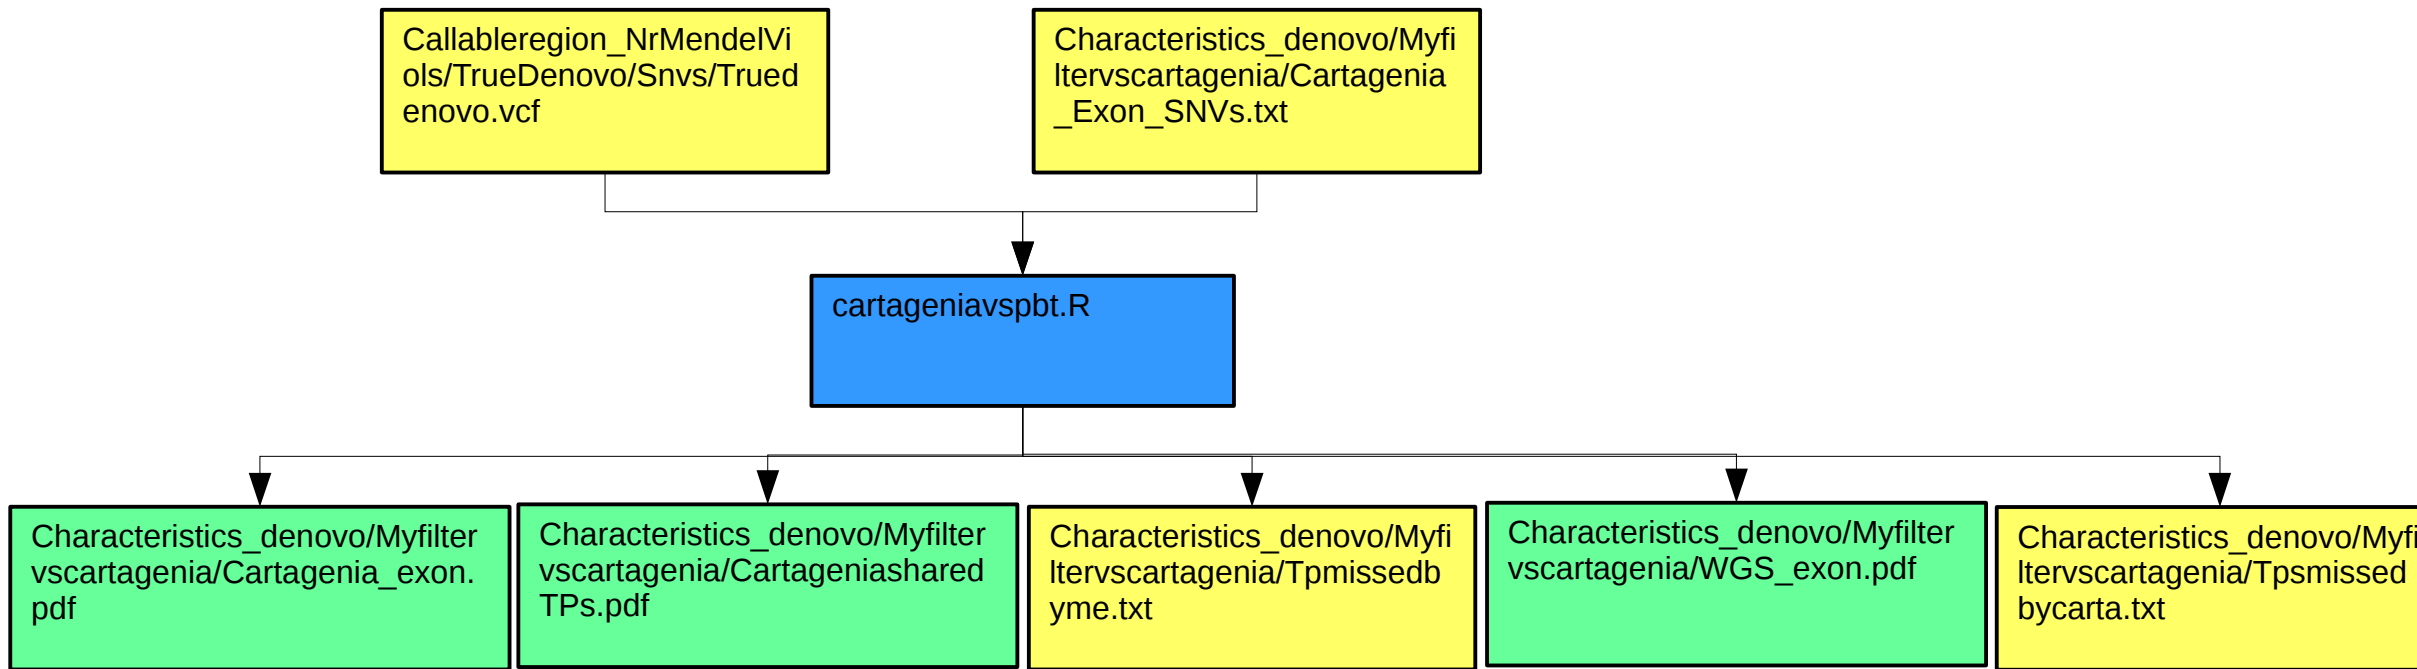 Callableregion_NrMendelVi
ols/TrueDenovo/Snvs/Trued
enovo.vcf
Characteristics_denovo/Myfi
ltervscartagenia/Cartagenia
_Exon_SNVs.txt
cartageniavspbt.R
Characteristics_denovo/Myfilter
vscartagenia/Cartagenia_exon.
pdf
Characteristics_denovo/Myfilter
vscartagenia/Cartageniashared
TPs.pdf
Characteristics_denovo/Myfi
ltervscartagenia/Tpmissedb
yme.txt
Characteristics_denovo/Myfilter
vscartagenia/WGS_exon.pdf
Characteristics_denovo/Myfi
ltervscartagenia/Tpsmissed
bycarta.txt